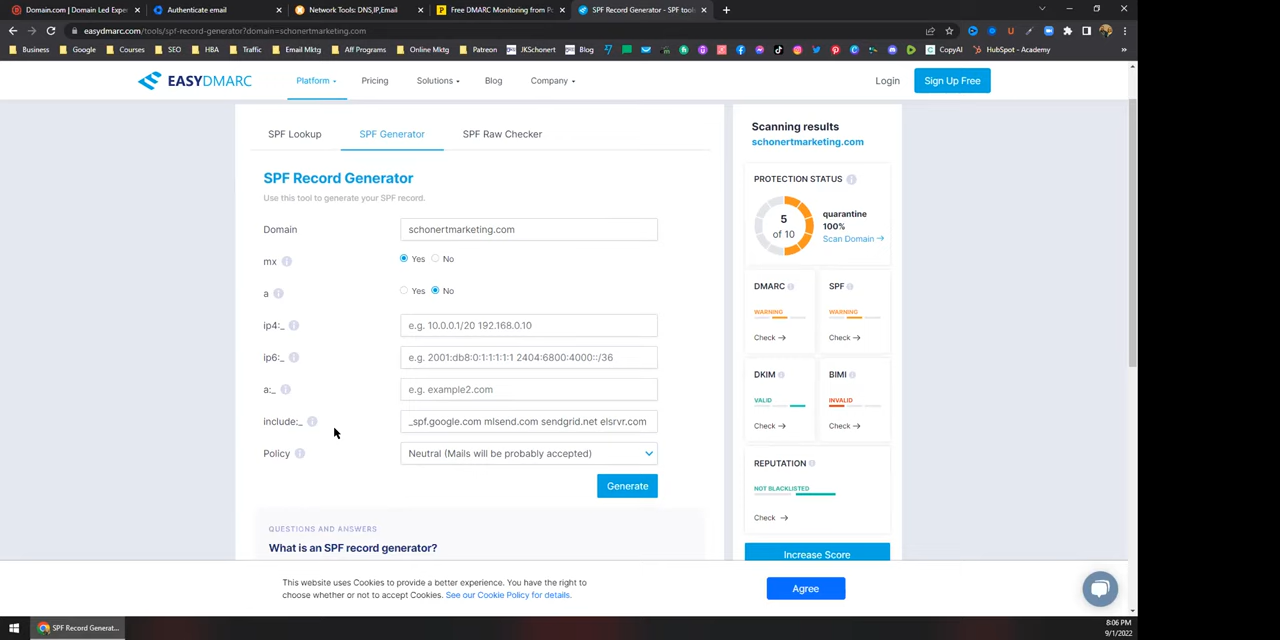 Domain.com | Domain Led Exper
Authenticate email
Network Tools: DNS,IP,Email
Free DMARC Monitoring from Po
SPF Record Generator - SPF tools
easydmarc.com/tools/spf-record-generator?domain=schonertmarketing.com
Business
Google
Courses
SEO
HBA
Traffic
Email Mktg
Aff Programs
Online Mktg
Patreon
JKSchonert
Blog
CopyAI
HubSpot - Academy
EASYDMARC
Platform
Pricing
Solutions
Blog
Company
Login
Sign Up Free
SPF Lookup
SPF Generator
SPF Raw Checker
SPF Record Generator
Use this tool to generate your SPF record.
Domain
schonertmarketing.com
mx
Yes
No
a
Yes
No
ip4:_
e.g. 10.0.0.1/20 192.168.0.10
ip6:_
e.g. 2001:db8:0:1:1:1:1:1 2404:6800:4000::/36
a:_
e.g. example2.com
include:_
_spf.google.com mlsend.com sendgrid.net elsrvr.com
Policy
Neutral (Mails will be probably accepted)
Generate
QUESTIONS AND ANSWERS
What is an SPF record generator?
Scanning results
schonertmarketing.com
PROTECTION STATUS
5
of 10
quarantine
100%
Scan Domain
DMARC
WARNING
Check
SPF
WARNING
Check
DKIM
VALID
Check
BIMI
INVALID
Check
REPUTATION
NOT BLACKLISTED
Check
Increase Score
This website uses Cookies to provide a better experience. You have the right to
choose whether or not to accept Cookies. See our Cookie Policy for details.
Agree
SPF Record Generat...
8:06 PM
9/1/2022